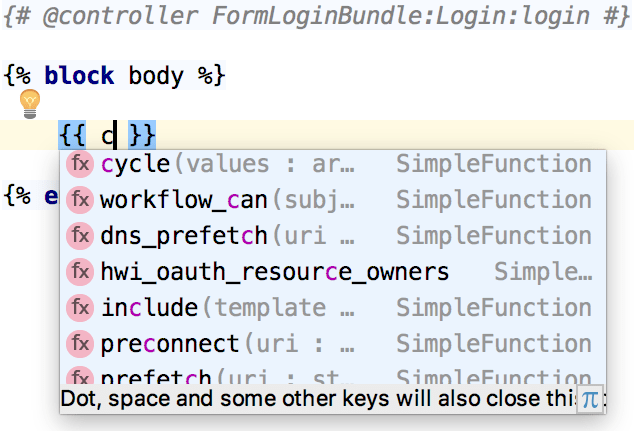 {# @controller FormLoginBundle:Login:login #}
{% block body %}
{{ c }}
fx cycle(values : ar… SimpleFunction
{% e
fx workflow_can(subj… SimpleFunction
fx dns_prefetch(uri … SimpleFunction
fx hwi_oauth_resource_owners Simple…
fx include(template … SimpleFunction
fx preconnect(uri : … SimpleFunction
fx prefetch(uri : st… SimpleFunction
Dot, space and some other keys will also close this π